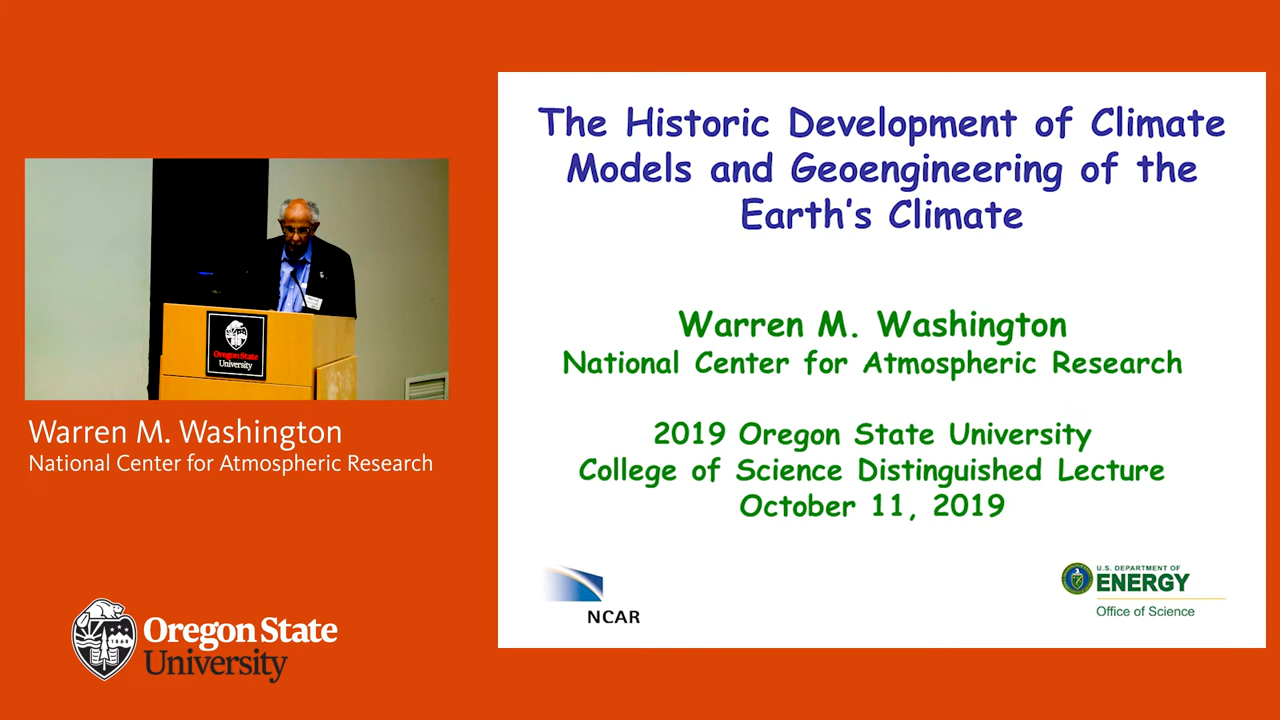 The Historic Development of Climate
Models and Geoengineering of the
Earth's Climate
Warren M. Washington
National Center for Atmospheric Research
2019 Oregon State University
College of Science Distinguished Lecture
October 11, 2019
NCAR
U.S. DEPARTMENT OF
ENERGY
Office of Science
Oregon State
University
Warren M. Washington
National Center for Atmospheric Research
Oregon State
University